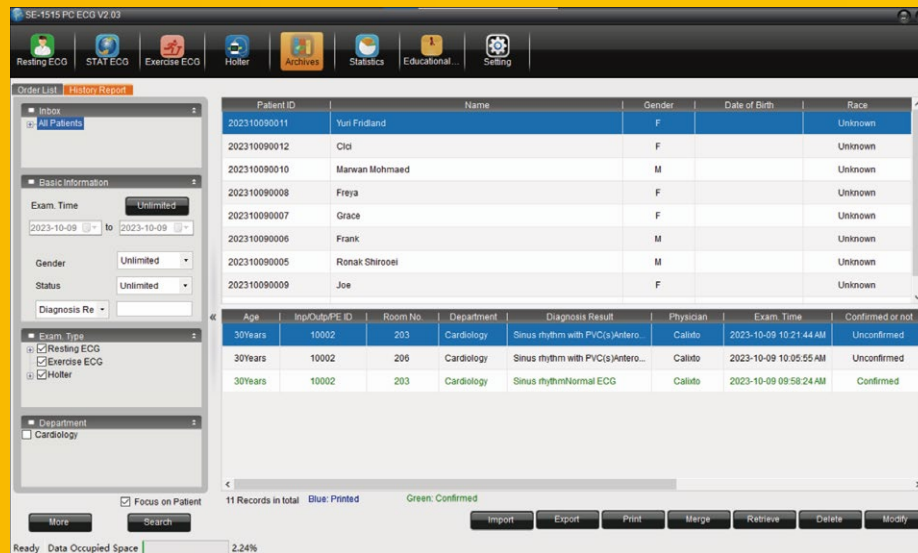 SE-1515 PC ECG V2.03
Resting ECG STAT ECG Exercise ECG Holter Archives Statistics Educational... Setting
Order List History Report
Inbox
All Patients
Basic Information
Exam. Time Unlimited
2023-10-09 to 2023-10-09
Gender Unlimited
Status Unlimited
Diagnosis Re
Exam. Type
Resting ECG
Exercise ECG
Holter
Department
Cardiology
Focus on Patient
More Search
Patient ID Name Gender Date of Birth Race
202310090011 Yuri Fridland F Unknown
202310090012 Clci F Unknown
202310090010 Marwan Mohmaed M Unknown
202310090008 Freya F Unknown
202310090007 Grace F Unknown
202310090006 Frank M Unknown
202310090005 Ronak Shirooei M Unknown
202310090009 Joe F Unknown
Age Inp/Outp/PE ID Room No. Department Diagnosis Result Physician Exam. Time Confirmed or not
30Years 10002 203 Cardiology Sinus rhythm with PVC(s)Antero... Calixto 2023-10-09 10:21:44 AM Unconfirmed
30Years 10002 206 Cardiology Sinus rhythm with PVC(s)Antero... Calixto 2023-10-09 10:05:55 AM Unconfirmed
30Years 10002 203 Cardiology Sinus rhythmNormal ECG Calixto 2023-10-09 09:58:24 AM Confirmed
11 Records in total Blue: Printed Green: Confirmed
Import Export Print Merge Retrieve Delete Modify
Ready Data Occupied Space 2.24%